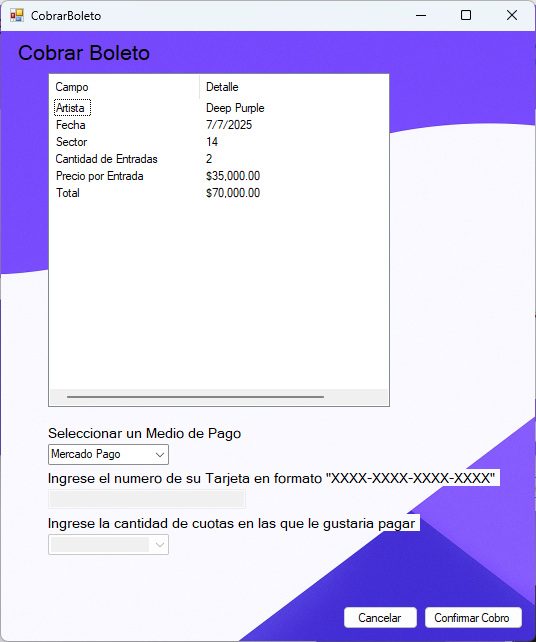 CobrarBoleto
Cobrar Boleto
Campo Detalle
Artista Deep Purple
Fecha 7/7/2025
Sector 14
Cantidad de Entradas 2
Precio por Entrada $35,000.00
Total $70,000.00
Seleccionar un Medio de Pago
Mercado Pago
Ingrese el numero de su Tarjeta en formato "XXXX-XXXX-XXXX-XXXX"
Ingrese la cantidad de cuotas en las que le gustaria pagar
Cancelar Confirmar Cobro